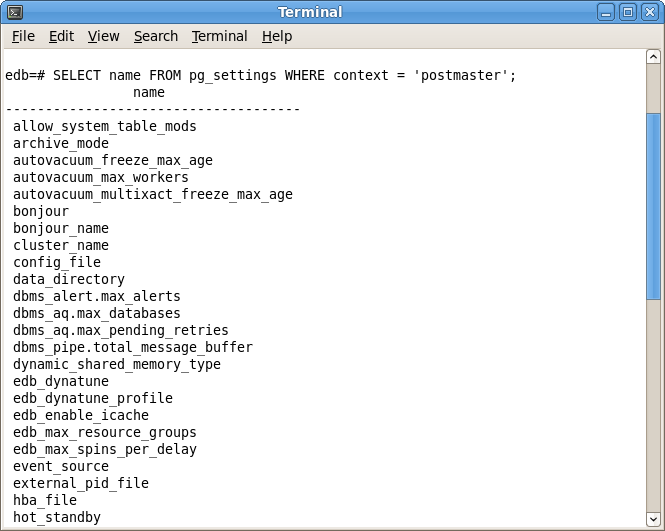 Terminal
File Edit View Search Terminal Help
edb=# SELECT name FROM pg_settings WHERE context = 'postmaster';
                name
-------------------------------------
 allow_system_table_mods
 archive_mode
 autovacuum_freeze_max_age
 autovacuum_max_workers
 autovacuum_multixact_freeze_max_age
 bonjour
 bonjour_name
 cluster_name
 config_file
 data_directory
 dbms_alert.max_alerts
 dbms_aq.max_databases
 dbms_aq.max_pending_retries
 dbms_pipe.total_message_buffer
 dynamic_shared_memory_type
 edb_dynatune
 edb_dynatune_profile
 edb_enable_icache
 edb_max_resource_groups
 edb_max_spins_per_delay
 event_source
 external_pid_file
 hba_file
 hot_standby